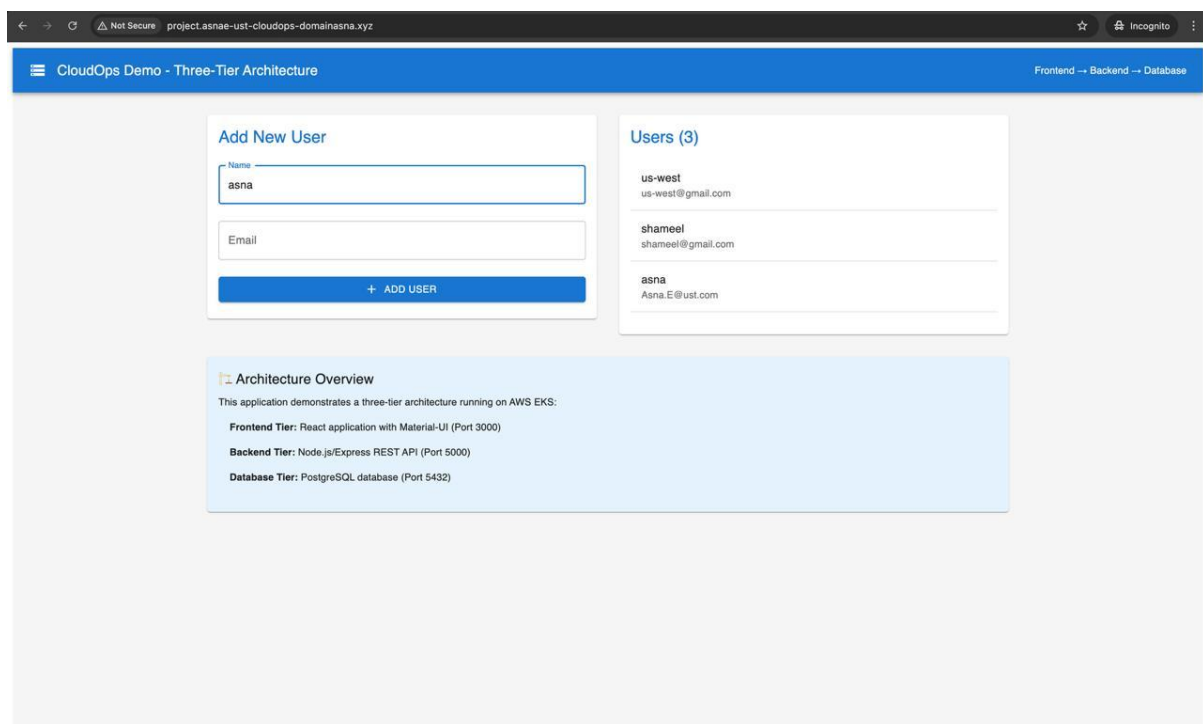 Not Secure project.asnae-ust-cloudops-domainasna.xyz Incognito
CloudOps Demo - Three-Tier Architecture
Frontend → Backend → Database
Add New User
Name
asna
Email
+ ADD USER
Users (3)
us-west
us-west@gmail.com
shameel
shameel@gmail.com
asna
Asna.E@ust.com
Architecture Overview
This application demonstrates a three-tier architecture running on AWS EKS:
Frontend Tier: React application with Material-UI (Port 3000)
Backend Tier: Node.js/Express REST API (Port 5000)
Database Tier: PostgreSQL database (Port 5432)